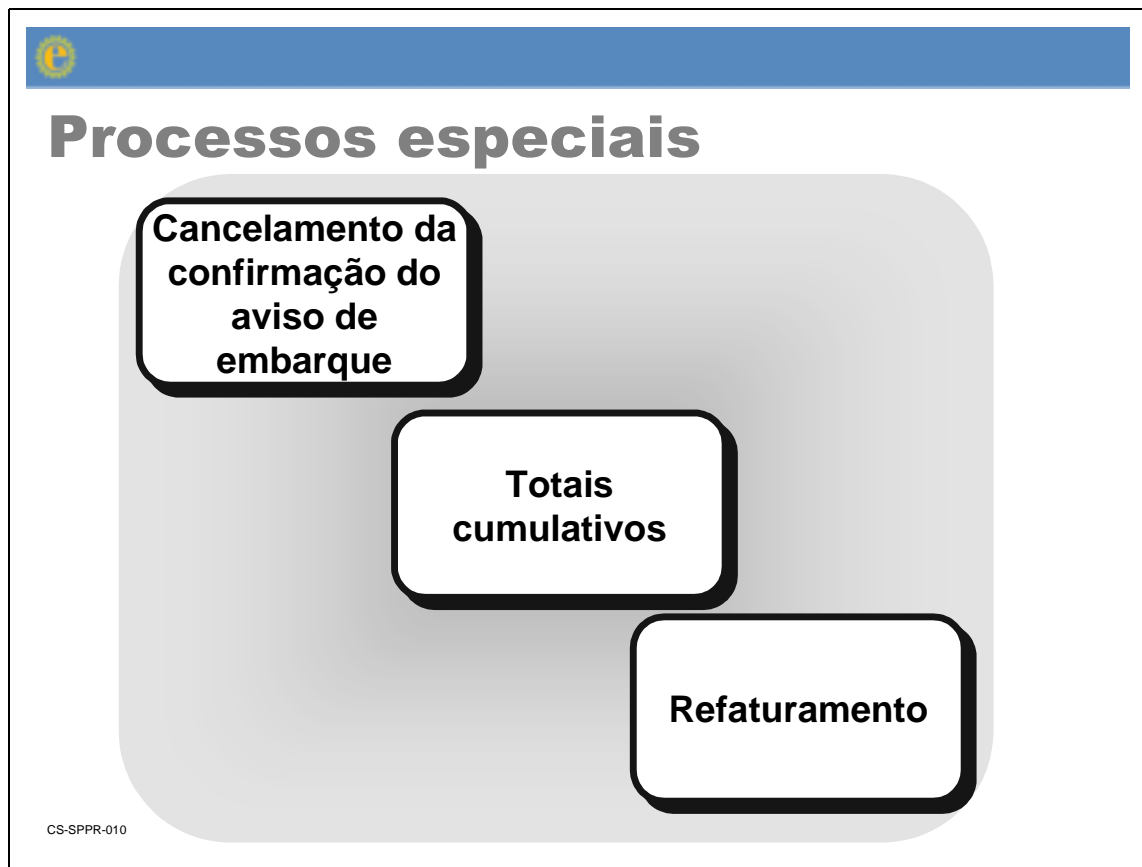 e
Processos especiais
Cancelamento da
confirmação do
aviso de
embarque
Totais
cumulativos
Refaturamento
CS-SPPR-010